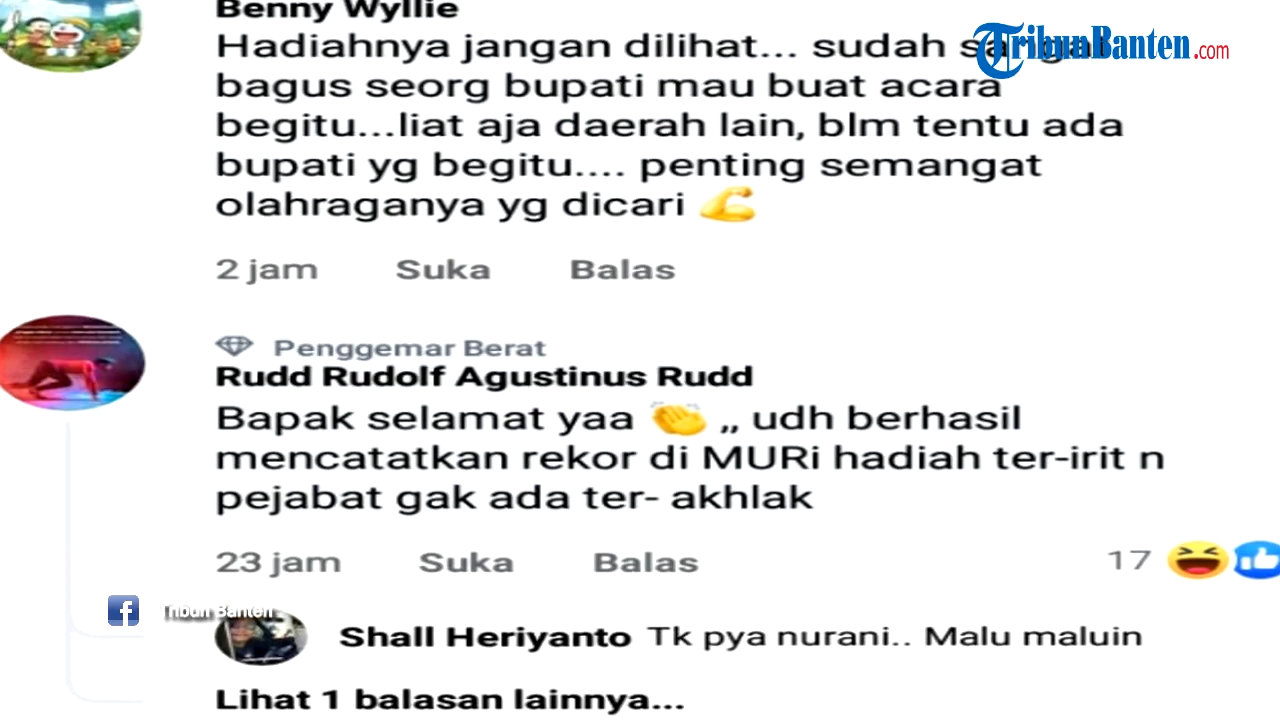 Benny Wyllie
Hadiahnya jangan dilihat... sudah
TribunBanten.com
bagus seorg bupati mau buat acara
begitu...liat aja daerah lain, blm tentu ada
bupati yg begitu.... penting semangat
olahraganya yg dicari 💪
2 jam Suka Balas
Penggemar Berat
Rudd Rudolf Agustinus Rudd
Bapak selamat yaa 👏 ,, udh berhasil
mencatatkan rekor di MURi hadiah ter-irit n
pejabat gak ada ter- akhlak
23 jam Suka Balas 17
Tribun Banten
Shall Heriyanto Tk pya nurani.. Malu maluin
Lihat 1 balasan lainnya...